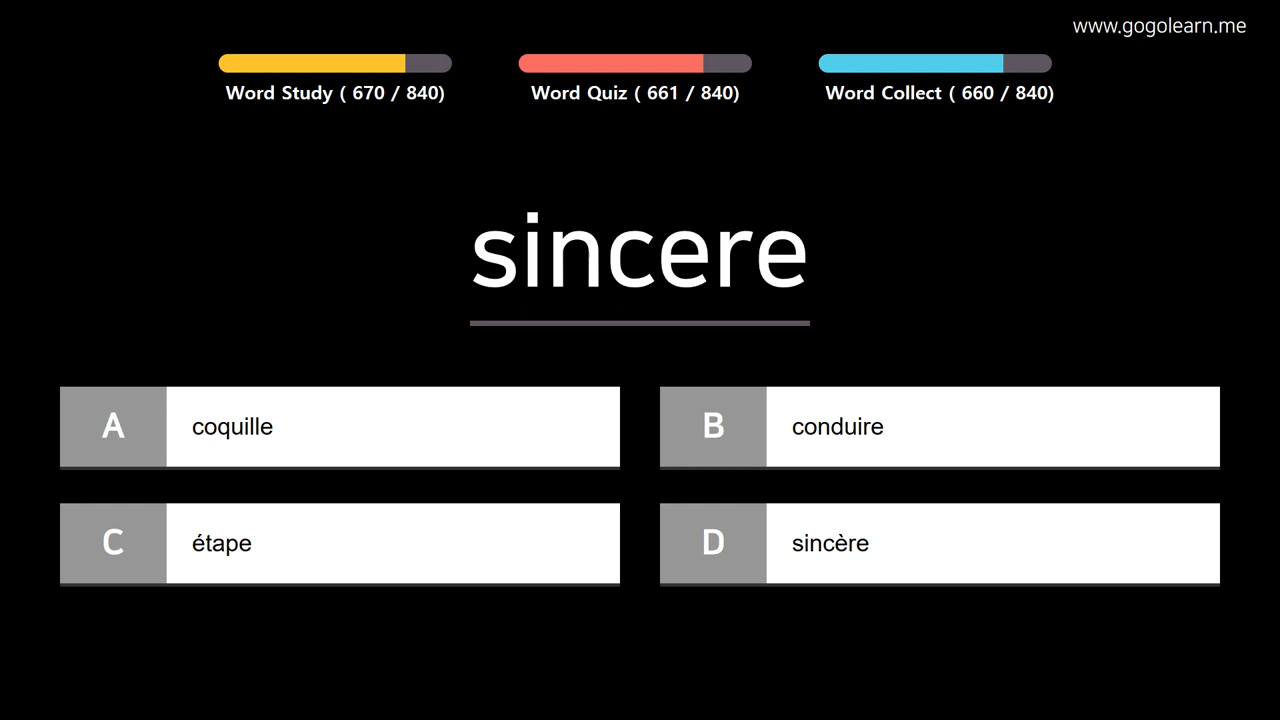 www.gogolearn.me
Word Study ( 670 / 840)
Word Quiz ( 661 / 840)
Word Collect ( 660 / 840)
sincere
A coquille
B conduire
C étape
D sincère